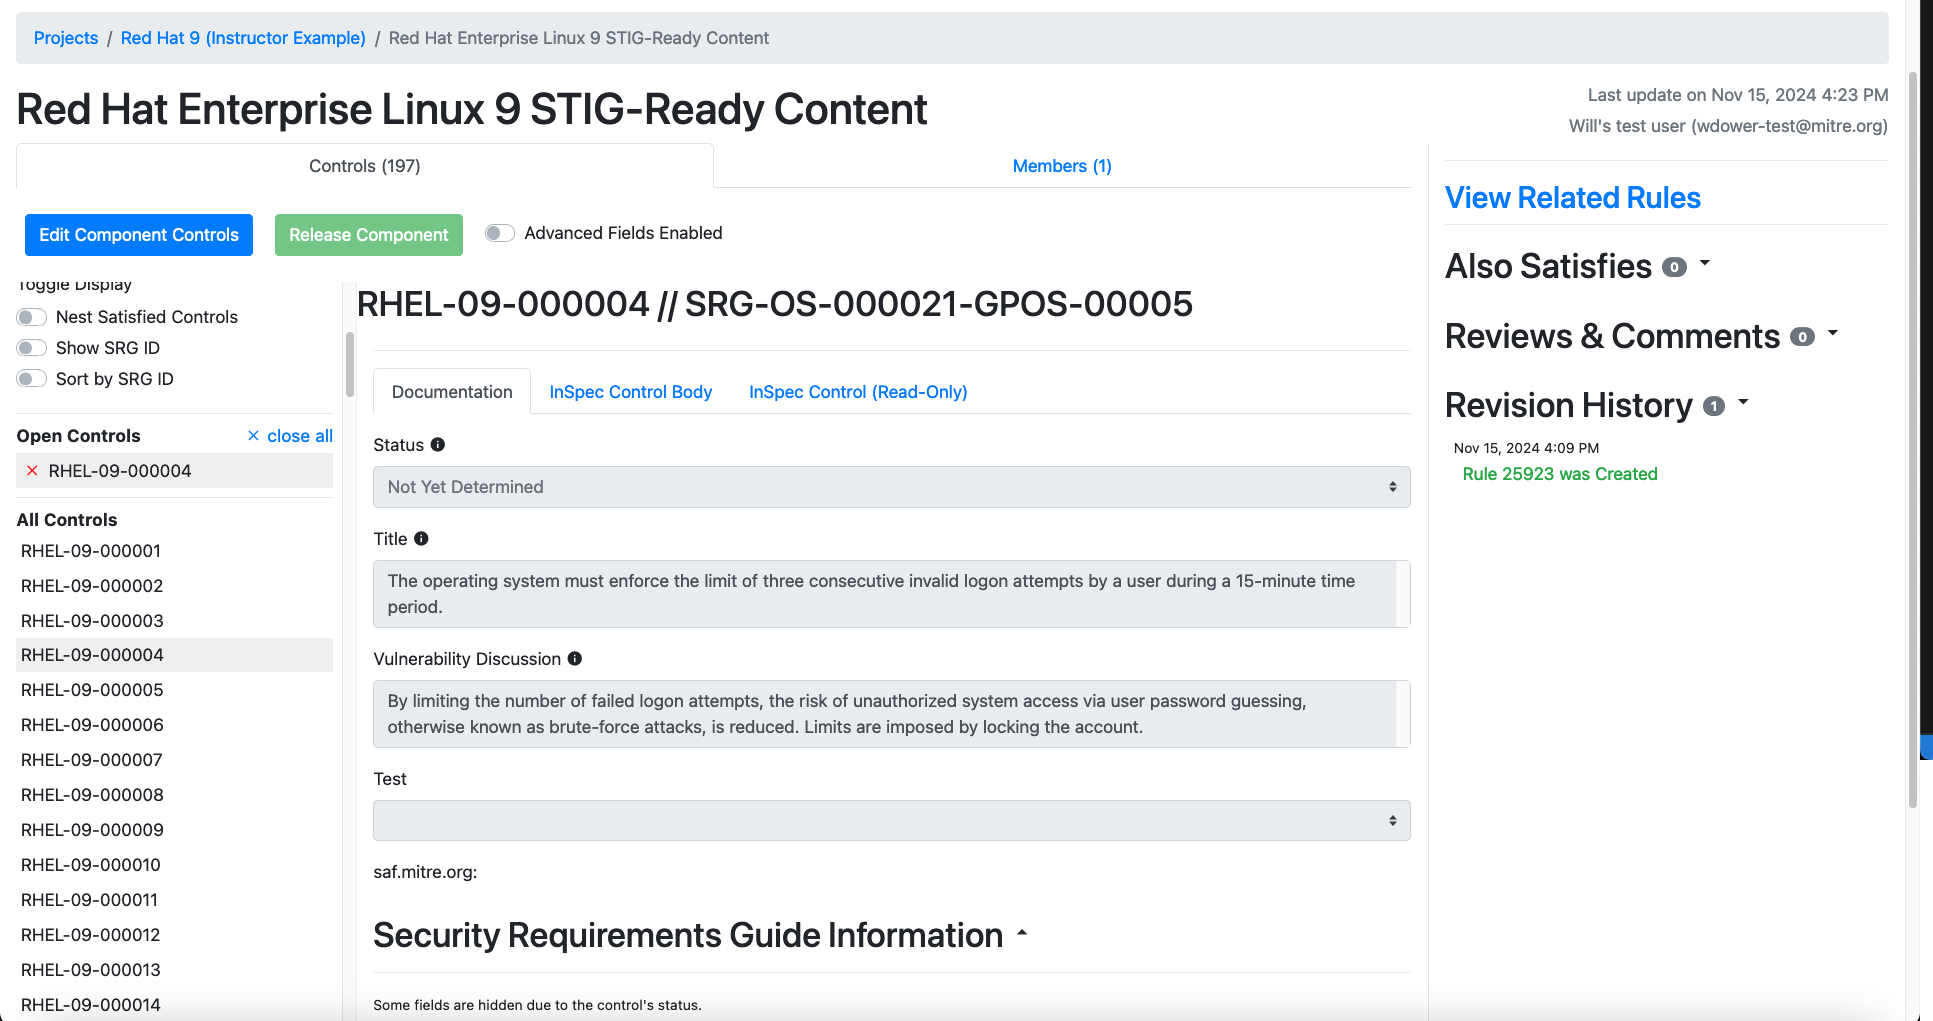 Projects / Red Hat 9 (Instructor Example) / Red Hat Enterprise Linux 9 STIG-Ready Content
Red Hat Enterprise Linux 9 STIG-Ready Content
Last update on Nov 15, 2024 4:23 PM
Will's test user (wdower-test@mitre.org)
Controls (197)
Members (1)
Edit Component Controls
Release Component
Advanced Fields Enabled
Toggle Display
Nest Satisfied Controls
Show SRG ID
Sort by SRG ID
Open Controls
× close all
× RHEL-09-000004
All Controls
RHEL-09-000001
RHEL-09-000002
RHEL-09-000003
RHEL-09-000004
RHEL-09-000005
RHEL-09-000006
RHEL-09-000007
RHEL-09-000008
RHEL-09-000009
RHEL-09-000010
RHEL-09-000011
RHEL-09-000012
RHEL-09-000013
RHEL-09-000014
RHEL-09-000004 // SRG-OS-000021-GPOS-00005
Documentation
InSpec Control Body
InSpec Control (Read-Only)
Status
Not Yet Determined
Title
The operating system must enforce the limit of three consecutive invalid logon attempts by a user during a 15-minute time
period.
Vulnerability Discussion
By limiting the number of failed logon attempts, the risk of unauthorized system access via user password guessing,
otherwise known as brute-force attacks, is reduced. Limits are imposed by locking the account.
Test
saf.mitre.org:
Security Requirements Guide Information
Some fields are hidden due to the control's status.
View Related Rules
Also Satisfies 0
Reviews & Comments 0
Revision History 1
Nov 15, 2024 4:09 PM
Rule 25923 was Created